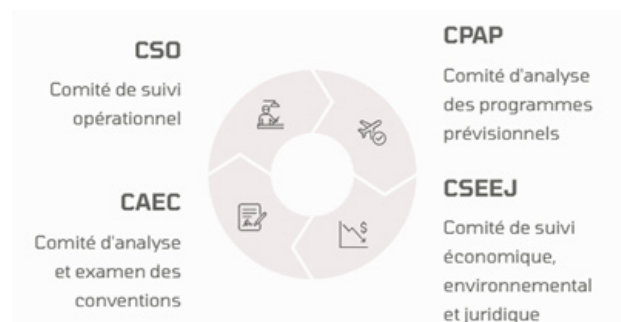 CSO
Comité de suivi
opérationnel
CPAP
Comité d'analyse
des programmes
prévisionnels
CAEC
Comité d'analyse
et examen des
conventions
CSEEJ
Comité de suivi
économique,
environnemental
et juridique
$